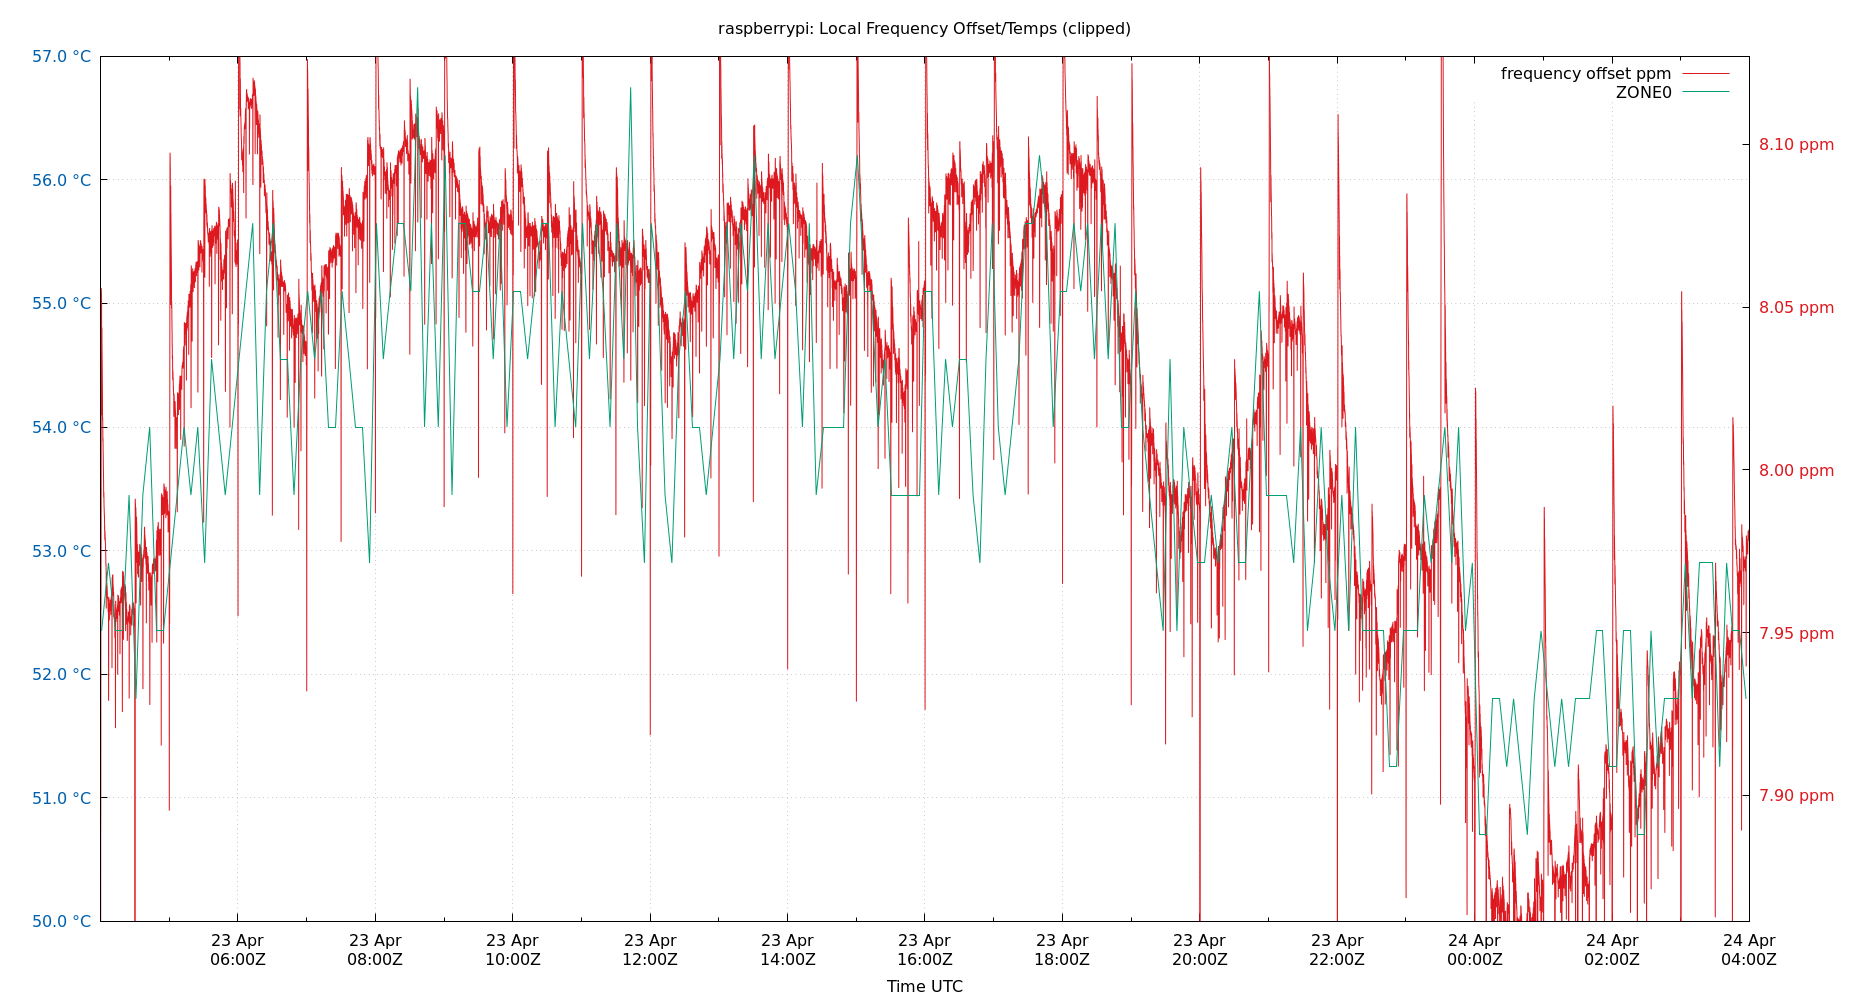 raspberrypi: Local Frequency Offset/Temps (clipped)
57.0 °C
56.0 °C
55.0 °C
54.0 °C
53.0 °C
52.0 °C
51.0 °C
50.0 °C
frequency offset ppm
ZONE0
8.10 ppm
8.05 ppm
8.00 ppm
7.95 ppm
7.90 ppm
23 Apr 23 Apr 23 Apr 23 Apr 23 Apr 23 Apr 23 Apr 23 Apr 23 Apr 24 Apr 24 Apr 24 Apr
06:00Z 08:00Z 10:00Z 12:00Z 14:00Z 16:00Z 18:00Z 20:00Z 22:00Z 00:00Z 02:00Z 04:00Z
Time UTC